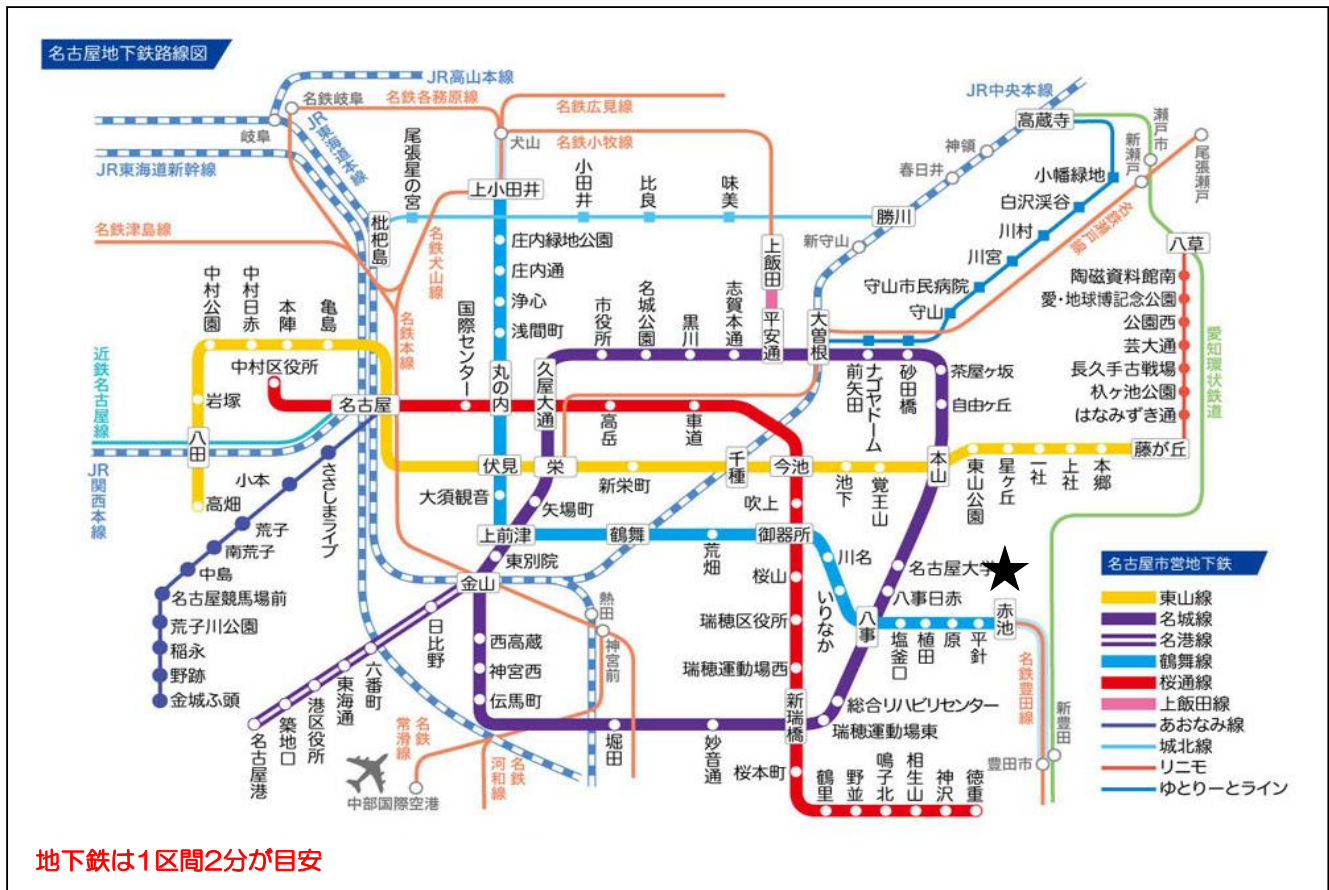 名古屋地下鉄路線図
JR高山本線
名鉄岐阜
名鉄各務原線
名鉄広見線
JR中央本線
岐阜
JR東海道本線
犬山
名鉄小牧線
高蔵寺
瀬戸市
新瀬戸
尾張瀬戸
JR東海道新幹線
尾張星の宮
上小田井
小田井
比良
味美
勝川
春日井
神領
小幡緑地
白沢渓谷
名鉄瀬戸線
名鉄津島線
枇杷島
名鉄犬山線
庄内緑地公園
上飯田
新守山
川村
川宮
八草
中村公園
中村日赤
本陣
亀島
庄内通
守山市民病院
陶磁資料館南
愛・地球博記念公園
浄心
国際センター
市役所
名城公園
黒川
志賀本通
平安通
大曽根
守山
公園西
名鉄本線
浅間町
芸大通
愛知環状鉄道
近鉄名古屋線
中村区役所
丸の内
久屋大通
ナゴヤドーム前矢田
砂田橋
茶屋ヶ坂
長久手古戦場
岩塚
名古屋
高岳
車道
自由ヶ丘
杁ヶ池公園
はなみずき通
八田
JR関西本線
伏見
栄
新栄町
千種
今池
池下
覚王山
本山
東山公園
星ヶ丘
一社
上社
本郷
藤が丘
小本
ささしまライブ
高畑
大須観音
矢場町
吹上
荒子
上前津
鶴舞
荒畑
御器所
南荒子
東別院
川名
名古屋大学
中島
金山
桜山
いりなか
八事日赤
赤池
名古屋競馬場前
日比野
熱田
荒子川公園
西高蔵
瑞穂区役所
八事
塩釜口
植田
原
平針
稲永
六番町
神宮前
神宮西
瑞穂運動場西
野跡
東海通
名鉄豊田線
金城ふ頭
港区役所
伝馬町
新瑞橋
総合リハビリセンター
新豊田
築地口
名古屋港
名鉄常滑線
名鉄河和線
堀田
妙音通
瑞穂運動場東
桜本町
鶴里
野並
鳴子北
相生山
神沢
徳重
豊田市
中部国際空港
名古屋市営地下鉄
東山線
名城線
名港線
鶴舞線
桜通線
上飯田線
あおなみ線
城北線
リニモ
ゆとりーとライン
地下鉄は1区間2分が目安